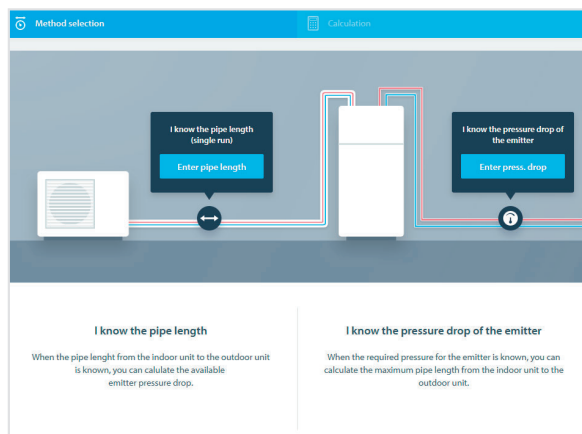 Method selection
Calculation
I know the pipe length
(single run)
Enter pipe length
I know the pressure drop of
the emitter
Enter press. drop
I know the pipe length
When the pipe lenght from the indoor unit to the outdoor unit
is known, you can calulate the available
emitter pressure drop.
I know the pressure drop of the emitter
When the required pressure for the emitter is known, you can
calculate the maximum pipe length from the indoor unit to the
outdoor unit.